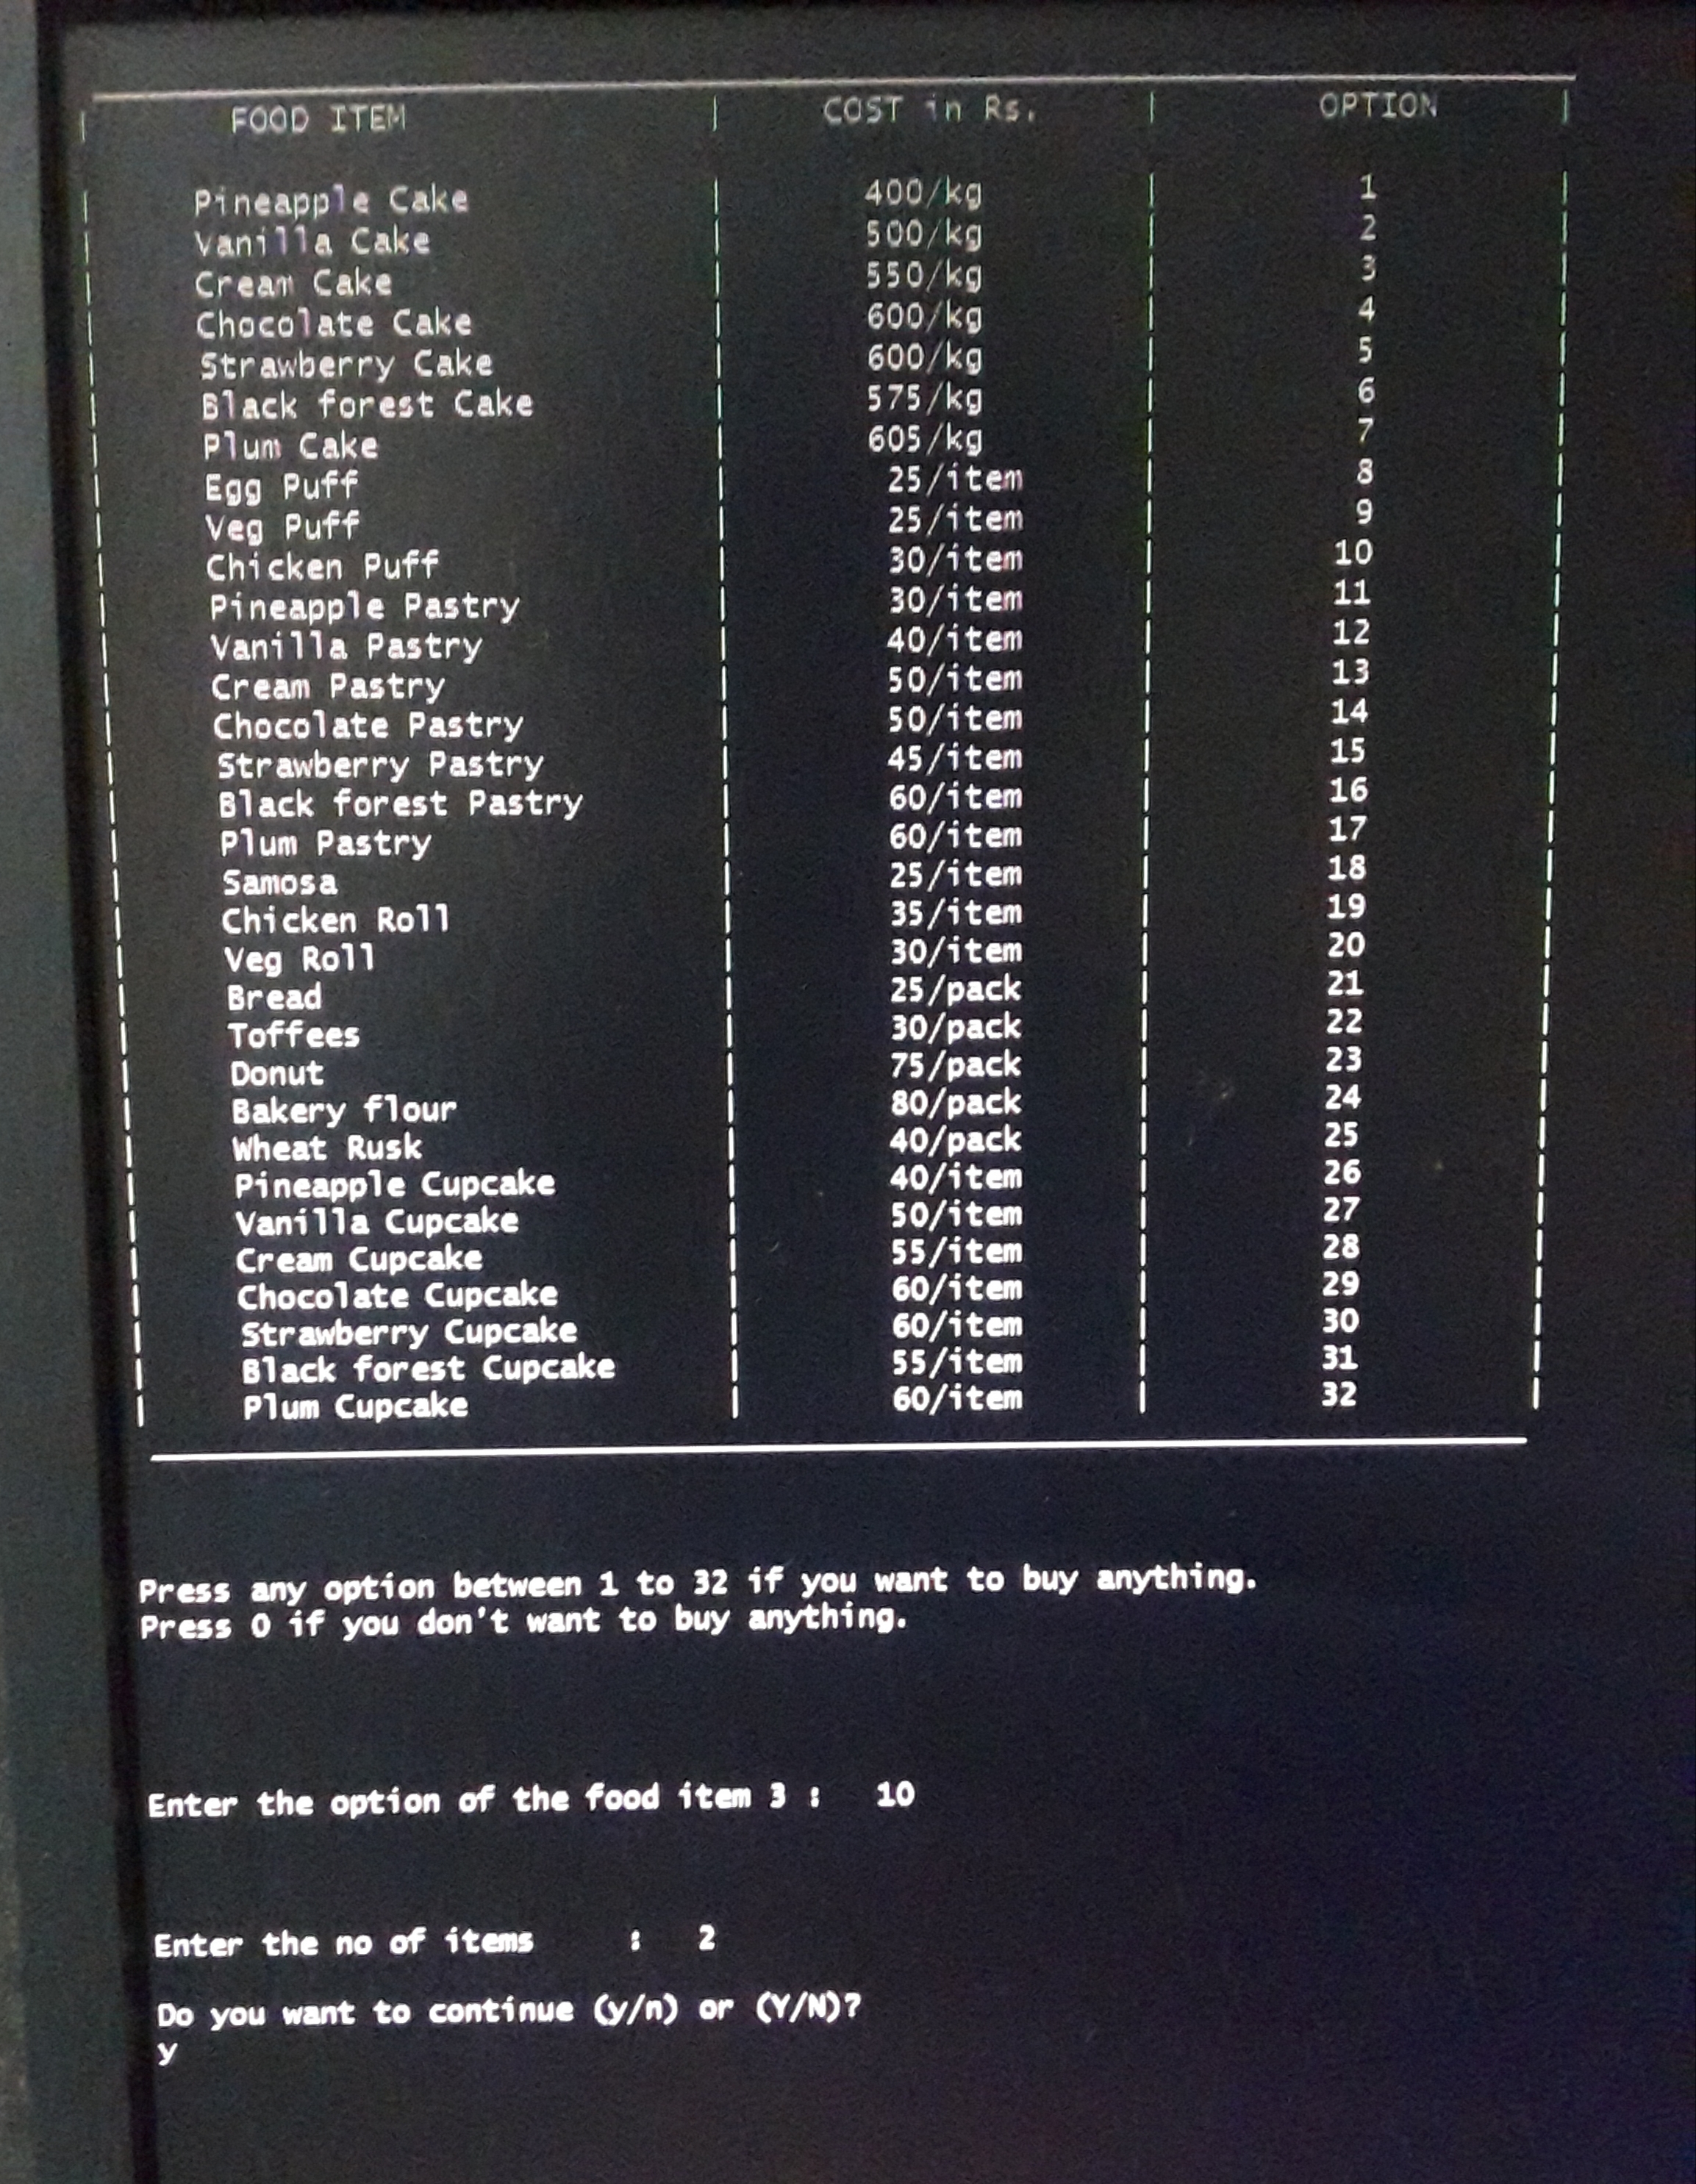 FOOD ITEM | COST in Rs. | OPTION
Pineapple Cake | 400/kg | 1
Vanilla Cake | 500/kg | 2
Cream Cake | 550/kg | 3
Chocolate Cake | 600/kg | 4
Strawberry Cake | 600/kg | 5
Black forest Cake | 575/kg | 6
Plum Cake | 605/kg | 7
Egg Puff | 25/item | 8
Veg Puff | 25/item | 9
Chicken Puff | 30/item | 10
Pineapple Pastry | 30/item | 11
Vanilla Pastry | 40/item | 12
Cream Pastry | 50/item | 13
Chocolate Pastry | 50/item | 14
Strawberry Pastry | 45/item | 15
Black forest Pastry | 60/item | 16
Plum Pastry | 60/item | 17
Samosa | 25/item | 18
Chicken Roll | 35/item | 19
Veg Roll | 30/item | 20
Bread | 25/pack | 21
Toffees | 30/pack | 22
Donut | 75/pack | 23
Bakery flour | 80/pack | 24
Wheat Rusk | 40/pack | 25
Pineapple Cupcake | 40/item | 26
Vanilla Cupcake | 50/item | 27
Cream Cupcake | 55/item | 28
Chocolate Cupcake | 60/item | 29
Strawberry Cupcake | 60/item | 30
Black forest Cupcake | 55/item | 31
Plum Cupcake | 60/item | 32
Press any option between 1 to 32 if you want to buy anything.
Press 0 if you don't want to buy anything.
Enter the option of the food item 3 : 10
Enter the no of items : 2
Do you want to continue (y/n) or (Y/N)?
y